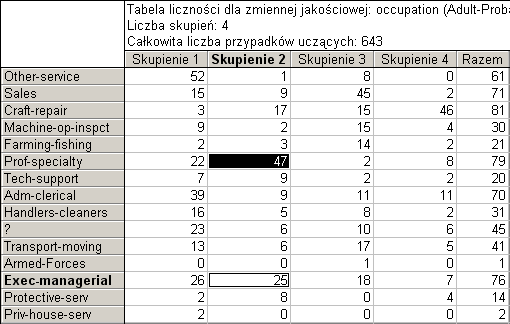 Tabela liczności dla zmiennej jakościowej: occupation (Adult-Proba
Liczba skupień: 4
Całkowita liczba przypadków uczących: 643
Skupienie 1 Skupienie 2 Skupienie 3 Skupienie 4 Razem
Other-service 52 1 8 0 61
Sales 15 9 45 2 71
Craft-repair 3 17 15 46 81
Machine-op-inspct 9 2 15 4 30
Farming-fishing 2 3 14 2 21
Prof-specialty 22 47 2 8 79
Tech-support 7 9 2 2 20
Adm-clerical 39 9 11 11 70
Handlers-cleaners 16 5 8 2 31
? 23 6 10 6 45
Transport-moving 13 6 17 5 41
Armed-Forces 0 0 1 0 1
Exec-managerial 26 25 18 7 76
Protective-serv 2 8 0 4 14
Priv-house-serv 2 0 0 0 2